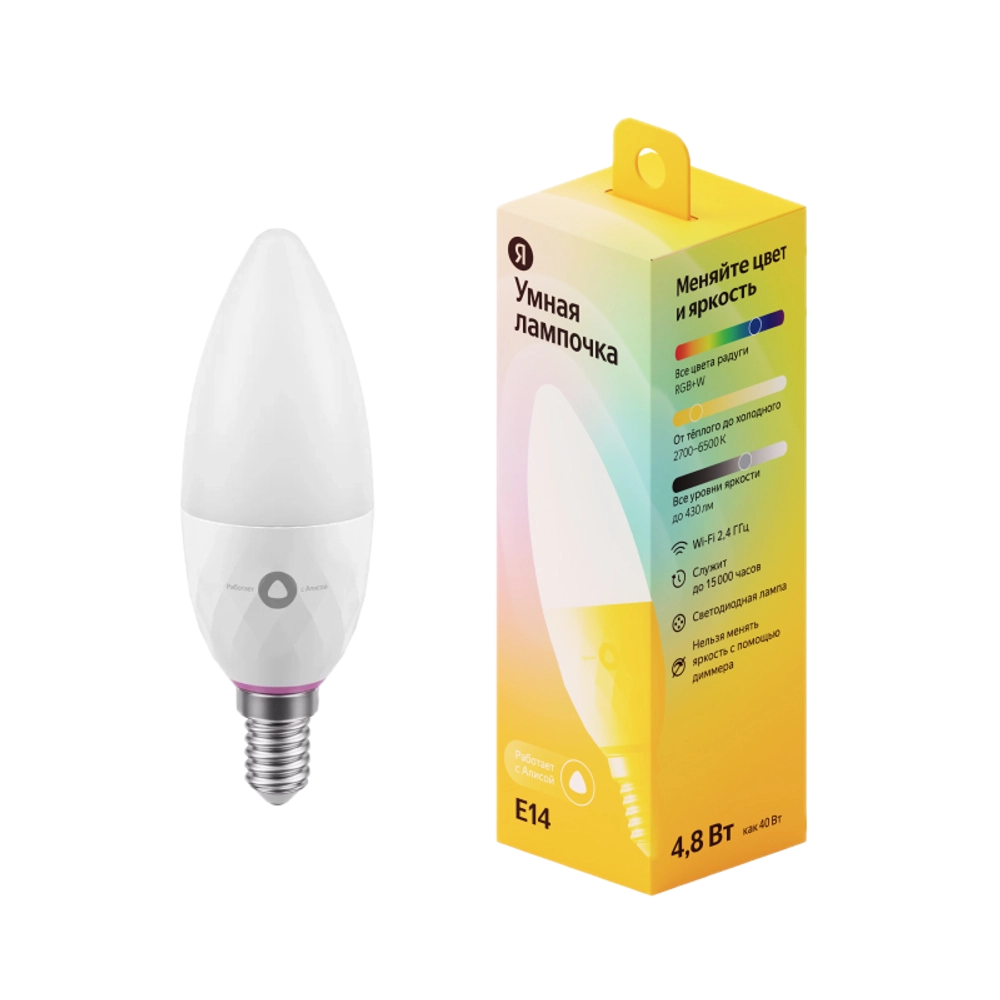 Работает
с Алисой
Я
Умная
лампочка
Работает
с Алисой
E14
Меняйте цвет
и яркость
Все цвета радуги
RGB+W
От тёплого до холодного
2700–6500 К
Все уровни яркости
до 430 лм
Wi-Fi 2,4 ГГц
Служит
до 15 000 часов
Светодиодная лампа
Нельзя менять
яркость с помощью
диммера
4,8 Вт как 40 Вт